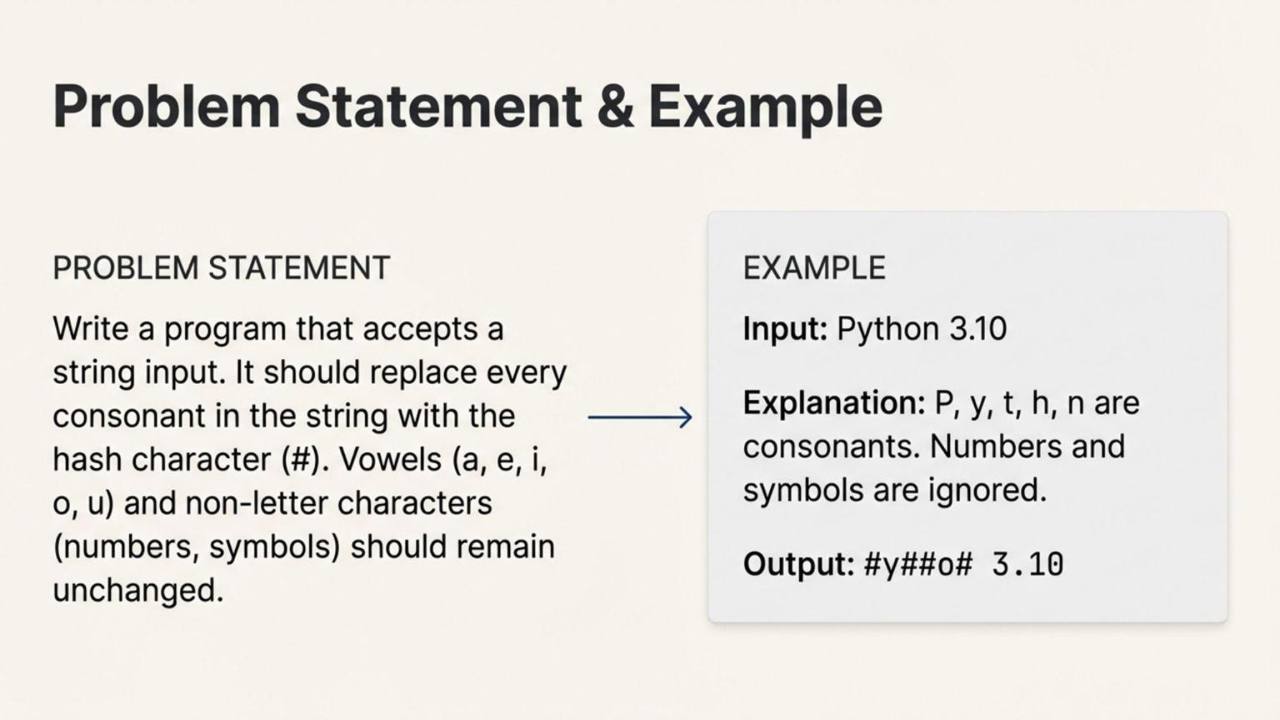 Problem Statement & Example
PROBLEM STATEMENT
Write a program that accepts a
string input. It should replace every
consonant in the string with the
hash character (#). Vowels (a, e, i,
o, u) and non-letter characters
(numbers, symbols) should remain
unchanged.
EXAMPLE
Input: Python 3.10
Explanation: P, y, t, h, n are
consonants. Numbers and
symbols are ignored.
Output: #y##o# 3.10